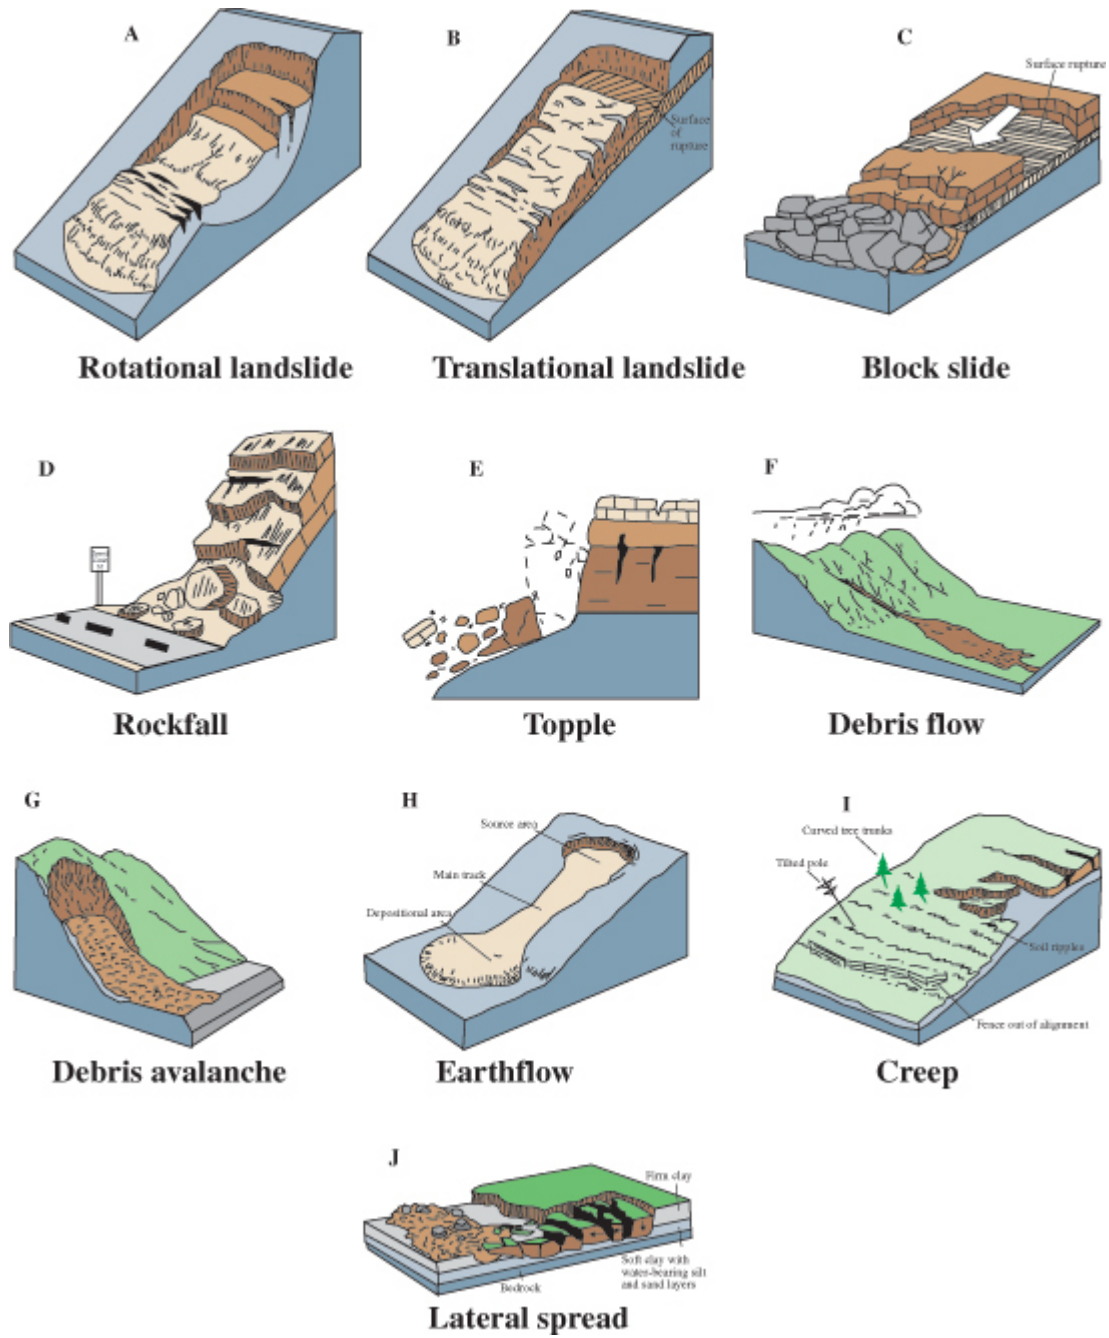 A
B
C
Surface rupture
Surface
of
rupture
Rotational landslide
Translational landslide
Block slide
D
E
F
Rockfall
Topple
Debris flow
G
H
I
Source area
Main track
Depositional area
Curved tree trunks
Tilted pole
Soil ripples
Fence out of alignment
Debris avalanche
Earthflow
Creep
J
Firm clay
Soft clay with
water-bearing silt
and sand layers
Bedrock
Lateral spread